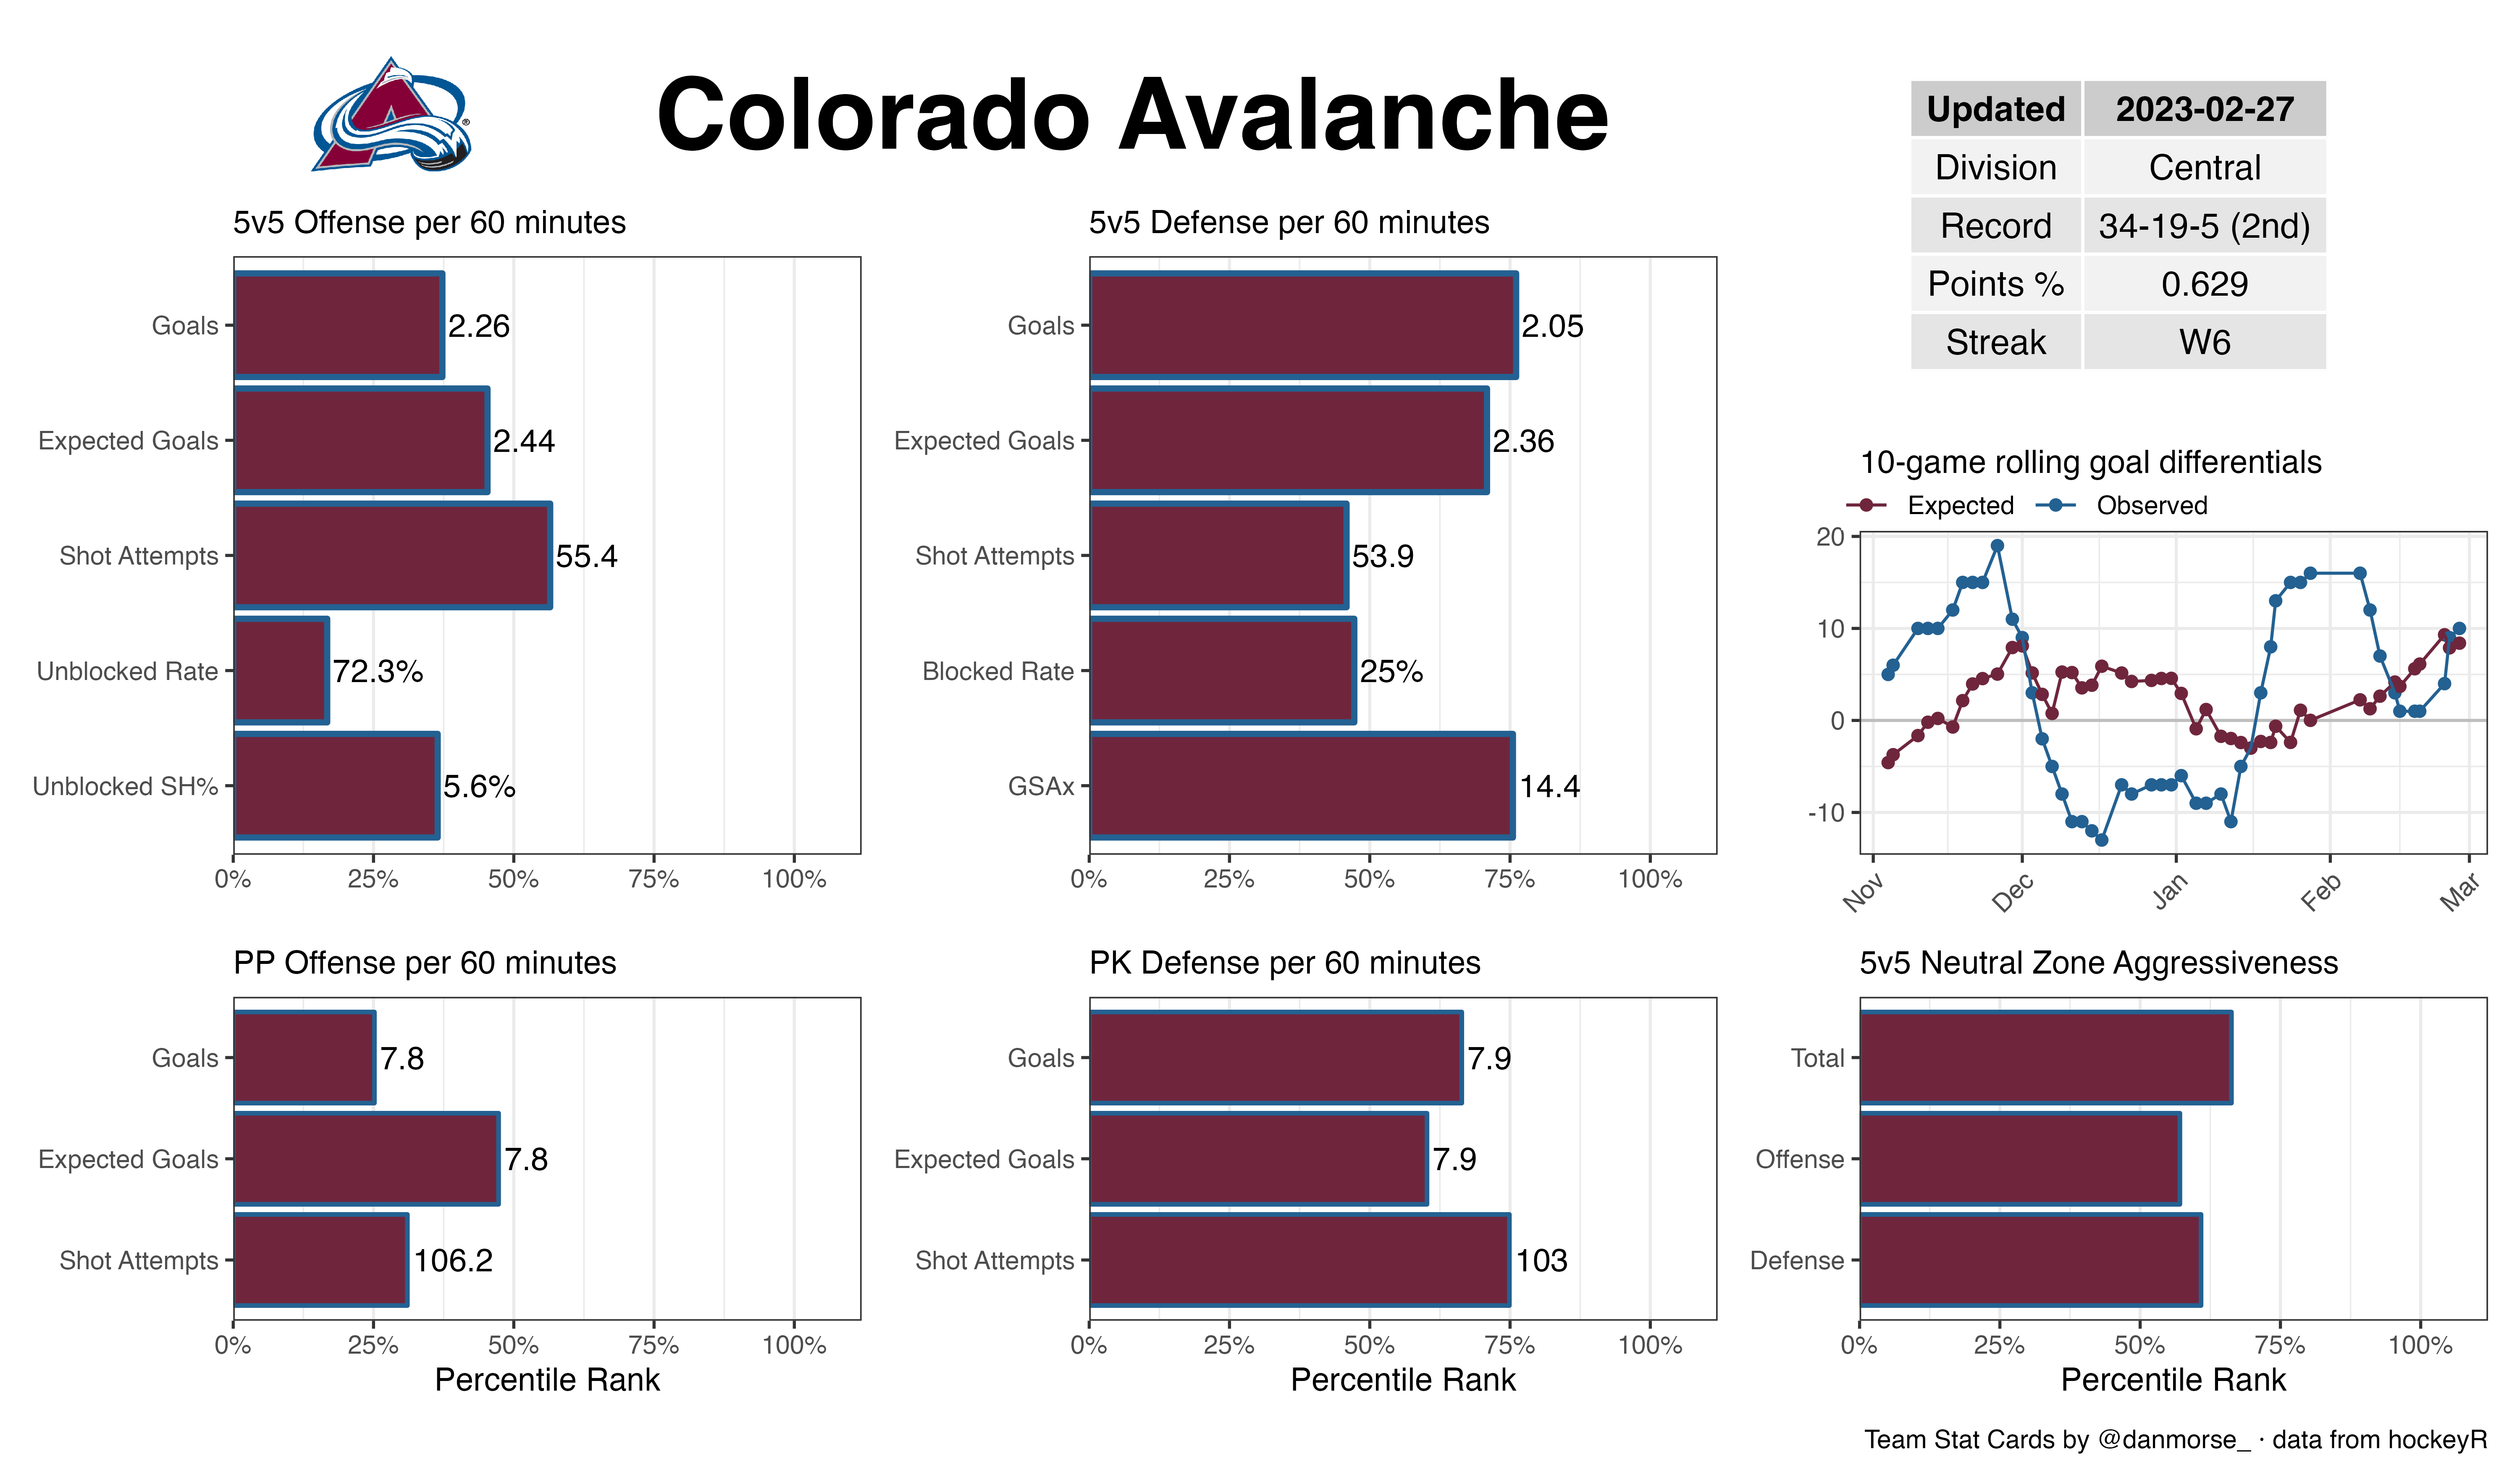 Colorado Avalanche
®
Updated 2023-02-27
Division Central
Record 34-19-5 (2nd)
Points % 0.629
Streak W6
5v5 Offense per 60 minutes
Goals 2.26
Expected Goals 2.44
Shot Attempts 55.4
Unblocked Rate 72.3%
Unblocked SH% 5.6%
0% 25% 50% 75% 100%
5v5 Defense per 60 minutes
Goals 2.05
Expected Goals 2.36
Shot Attempts 53.9
Blocked Rate 25%
GSAx 14.4
0% 25% 50% 75% 100%
10-game rolling goal differentials
Expected Observed
20
10
0
-10
Nov Dec Jan Feb Mar
PP Offense per 60 minutes
Goals 7.8
Expected Goals 7.8
Shot Attempts 106.2
0% 25% 50% 75% 100%
Percentile Rank
PK Defense per 60 minutes
Goals 7.9
Expected Goals 7.9
Shot Attempts 103
0% 25% 50% 75% 100%
Percentile Rank
5v5 Neutral Zone Aggressiveness
Total
Offense
Defense
0% 25% 50% 75% 100%
Percentile Rank
Team Stat Cards by @danmorse_ · data from hockeyR